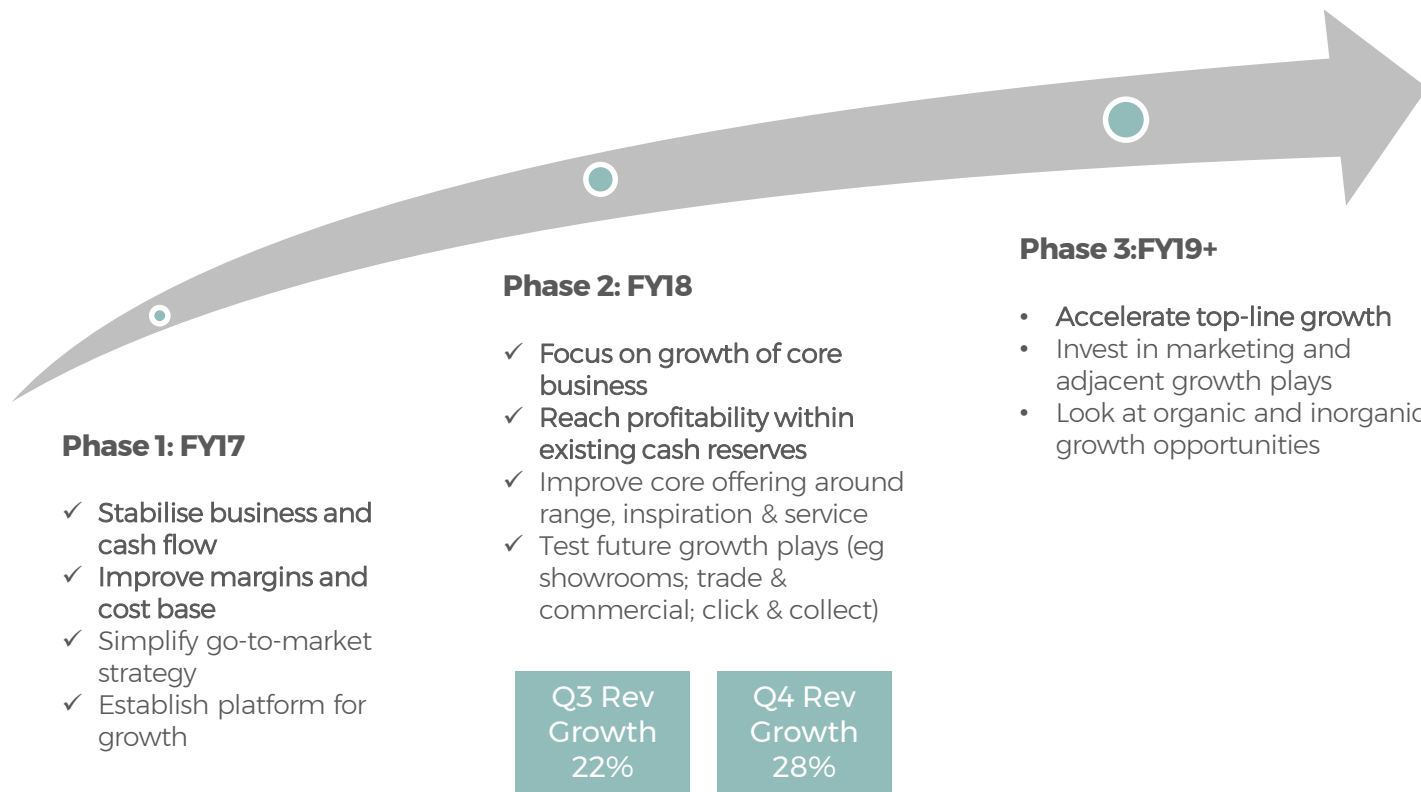 Phase 1: FY17
✓ Stabilise business and
cash flow
✓ Improve margins and
cost base
✓ Simplify go-to-market
strategy
✓ Establish platform for
growth
Phase 2: FY18
✓ Focus on growth of core
business
✓ Reach profitability within
existing cash reserves
✓ Improve core offering around
range, inspiration & service
✓ Test future growth plays (eg
showrooms; trade &
commercial; click & collect)
Q3 Rev
Growth
22%
Q4 Rev
Growth
28%
Phase 3:FY19+
• Accelerate top-line growth
• Invest in marketing and
adjacent growth plays
• Look at organic and inorganic
growth opportunities